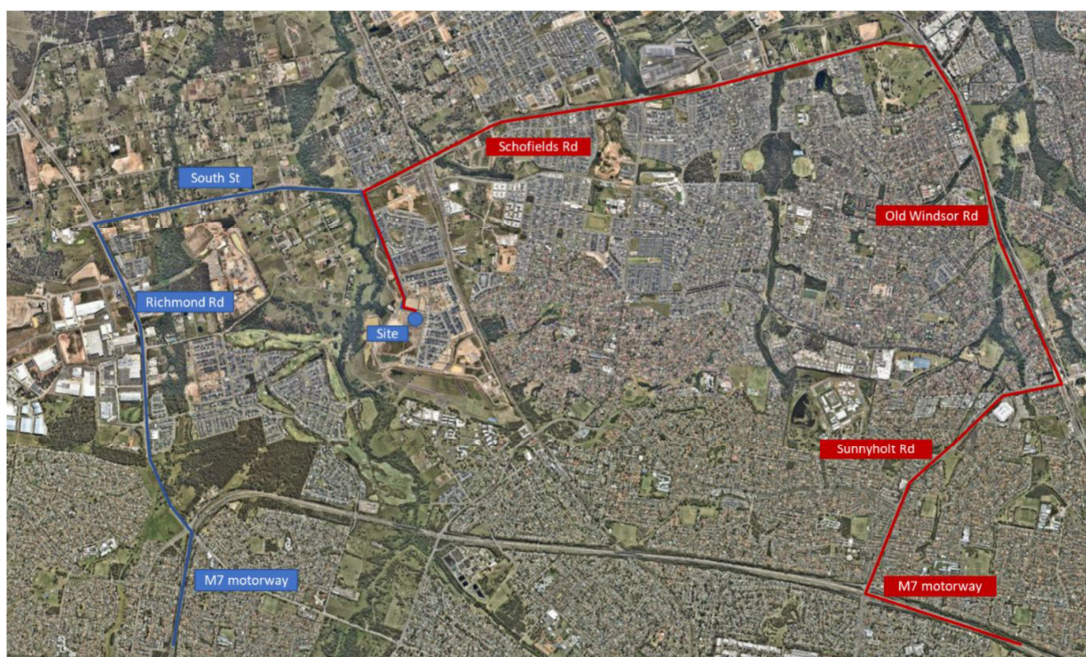 Schofields Rd
South St
Old Windsor Rd
Richmond Rd
Site
Sunnyholt Rd
M7 motorway
M7 motorway